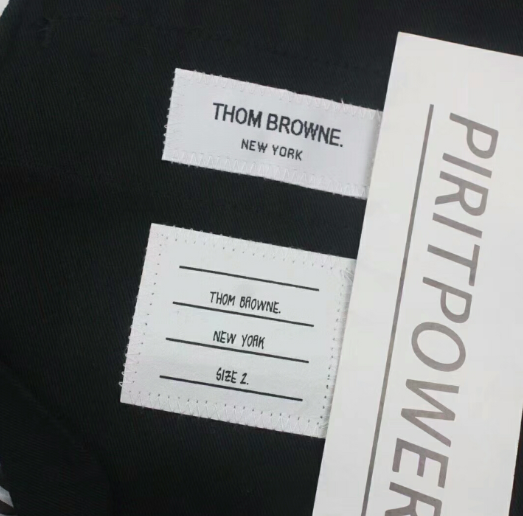 THOM BROWNE.
NEW YORK
THOM BROWNE.
NEW YORK
SIZE 2.
PIRITPOWER